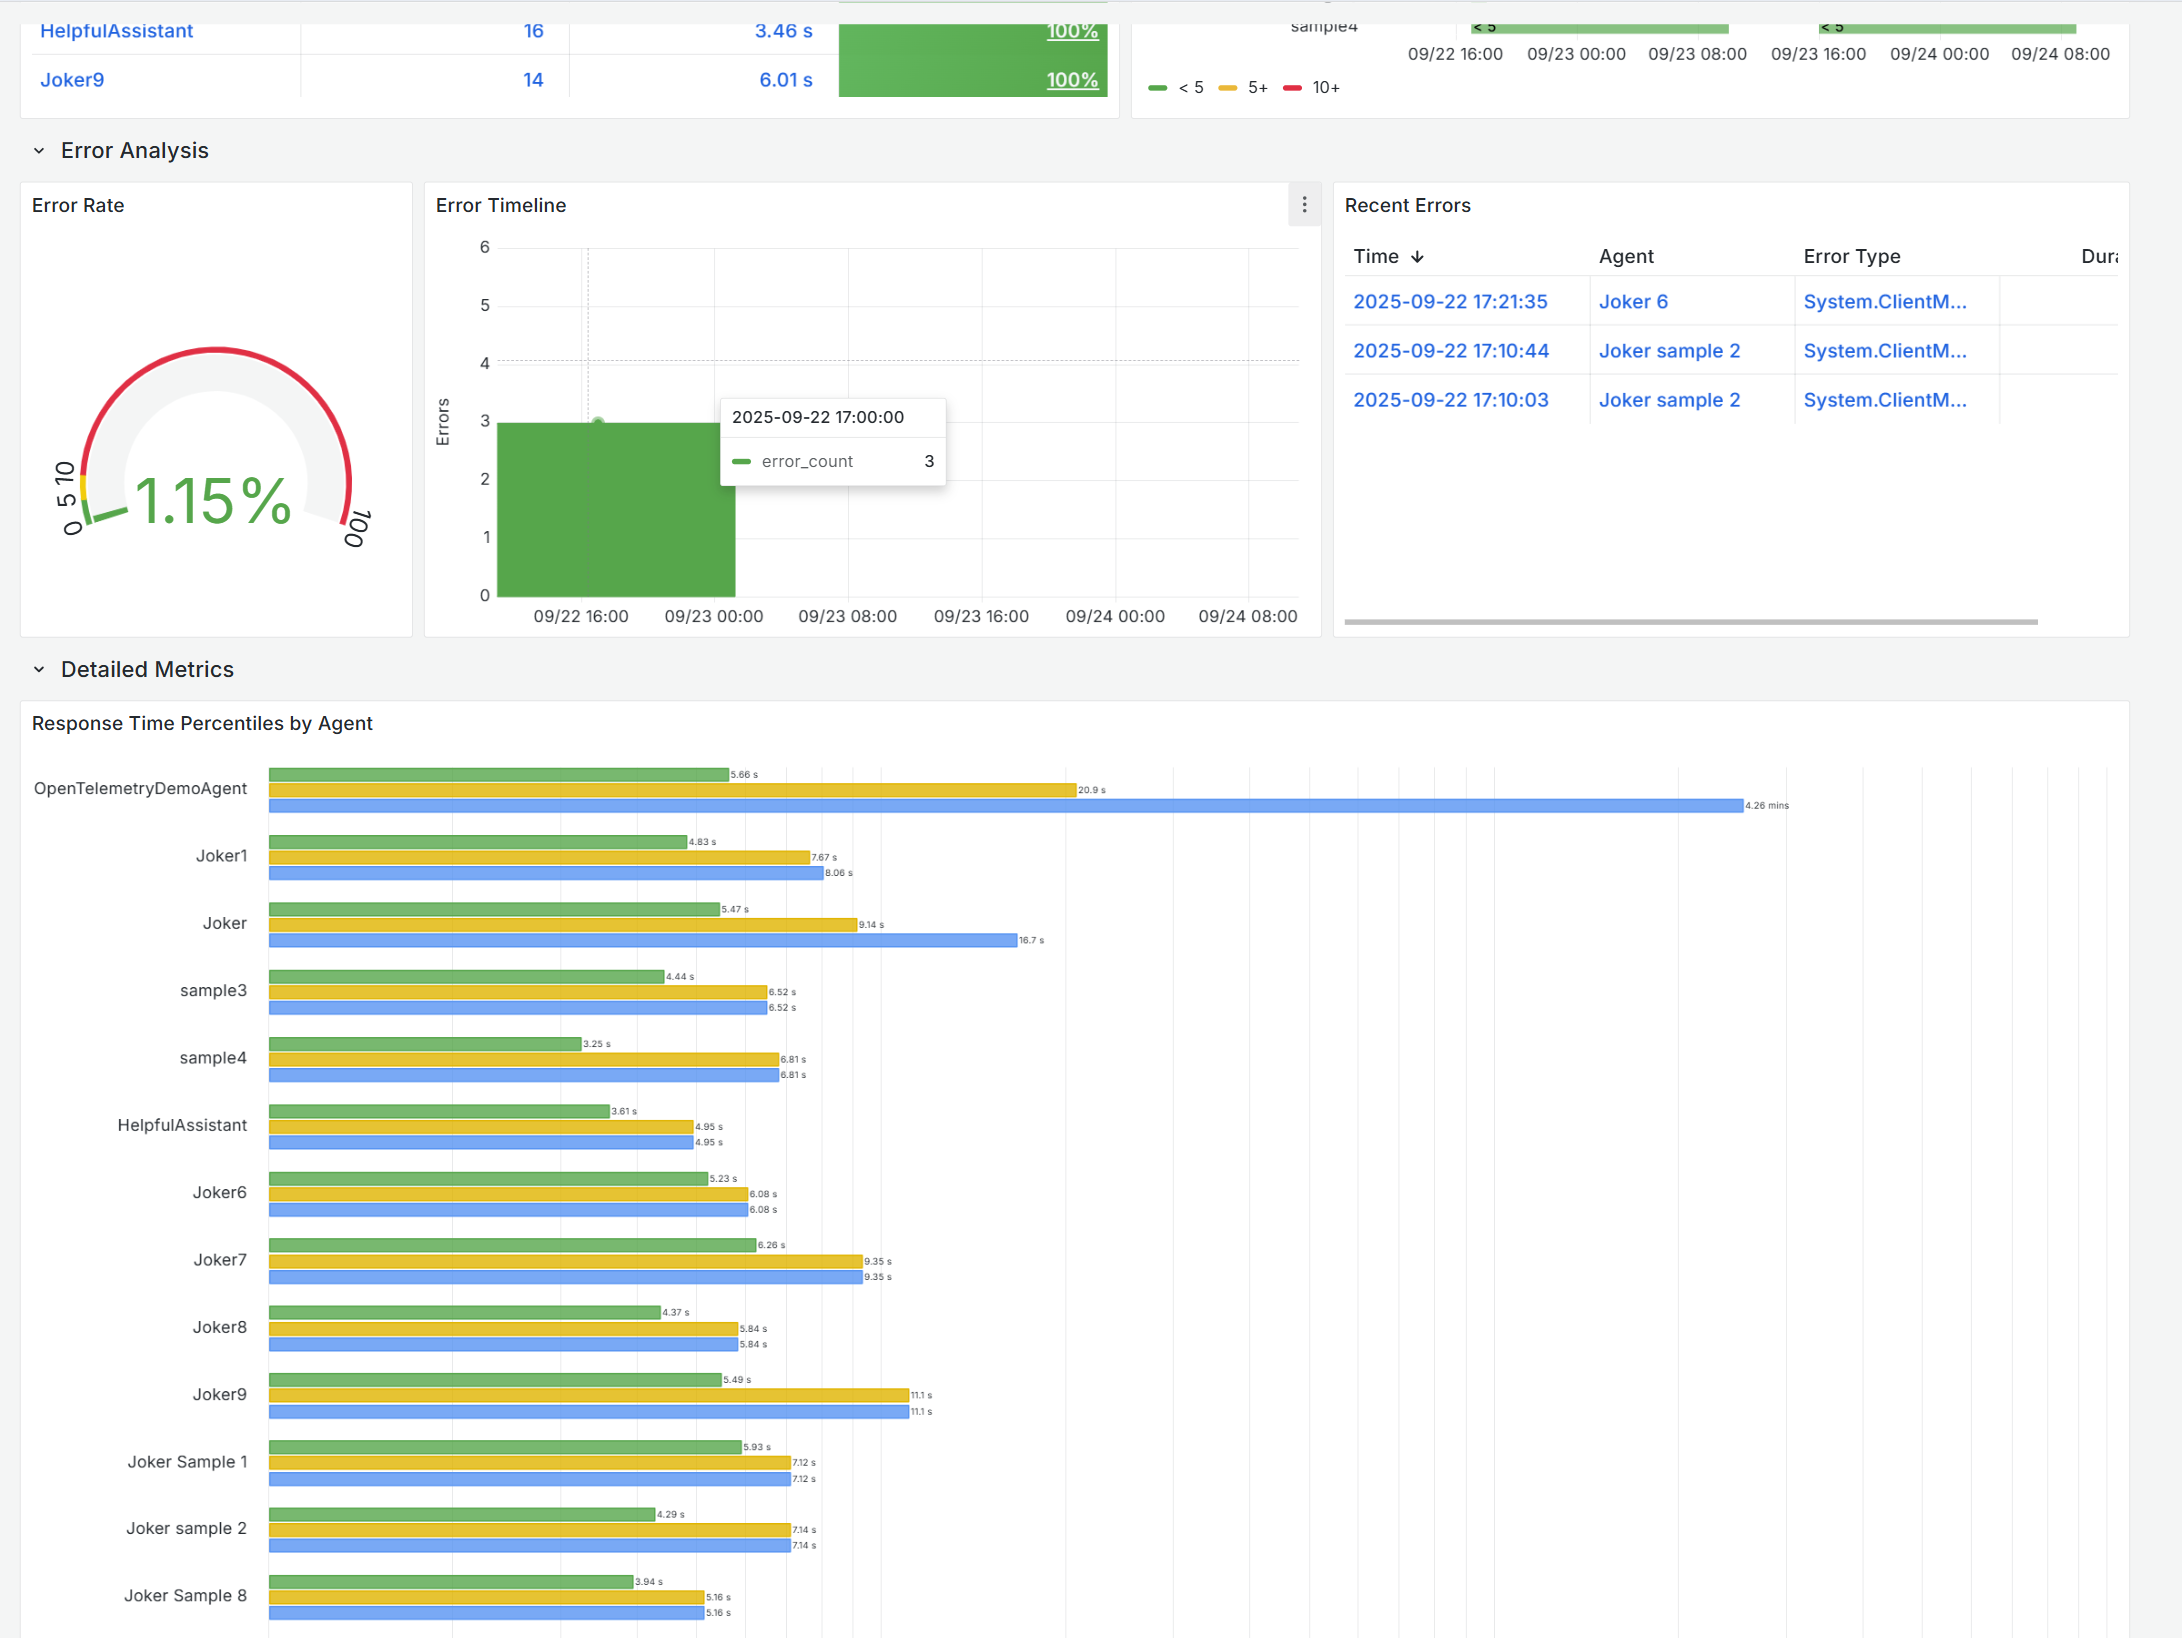 HelpfulAssistant 16 3.46 s 100%
Joker9 14 6.01 s 100%
sample4 < 5 < 5
09/22 16:00 09/23 00:00 09/23 08:00 09/23 16:00 09/24 00:00 09/24 08:00
< 5 5+ 10+
Error Analysis
Error Rate
0 5 10 100
1.15%
Error Timeline
Errors
6
5
4
3
2
1
0
09/22 16:00 09/23 00:00 09/23 08:00 09/23 16:00 09/24 00:00 09/24 08:00
2025-09-22 17:00:00
error_count 3
Recent Errors
Time Agent Error Type Dura
2025-09-22 17:21:35 Joker 6 System.ClientM...
2025-09-22 17:10:44 Joker sample 2 System.ClientM...
2025-09-22 17:10:03 Joker sample 2 System.ClientM...
Detailed Metrics
Response Time Percentiles by Agent
OpenTelemetryDemoAgent
5.66 s
20.9 s
4.26 mins
Joker1
4.83 s
7.67 s
8.06 s
Joker
5.47 s
9.14 s
16.7 s
sample3
4.44 s
6.52 s
6.52 s
sample4
3.25 s
6.81 s
6.81 s
HelpfulAssistant
3.61 s
4.95 s
4.95 s
Joker6
5.23 s
6.08 s
6.08 s
Joker7
6.26 s
9.35 s
9.35 s
Joker8
4.37 s
5.84 s
5.84 s
Joker9
5.49 s
11.1 s
11.1 s
Joker Sample 1
5.93 s
7.12 s
7.12 s
Joker sample 2
4.29 s
7.14 s
7.14 s
Joker Sample 8
3.94 s
5.16 s
5.16 s